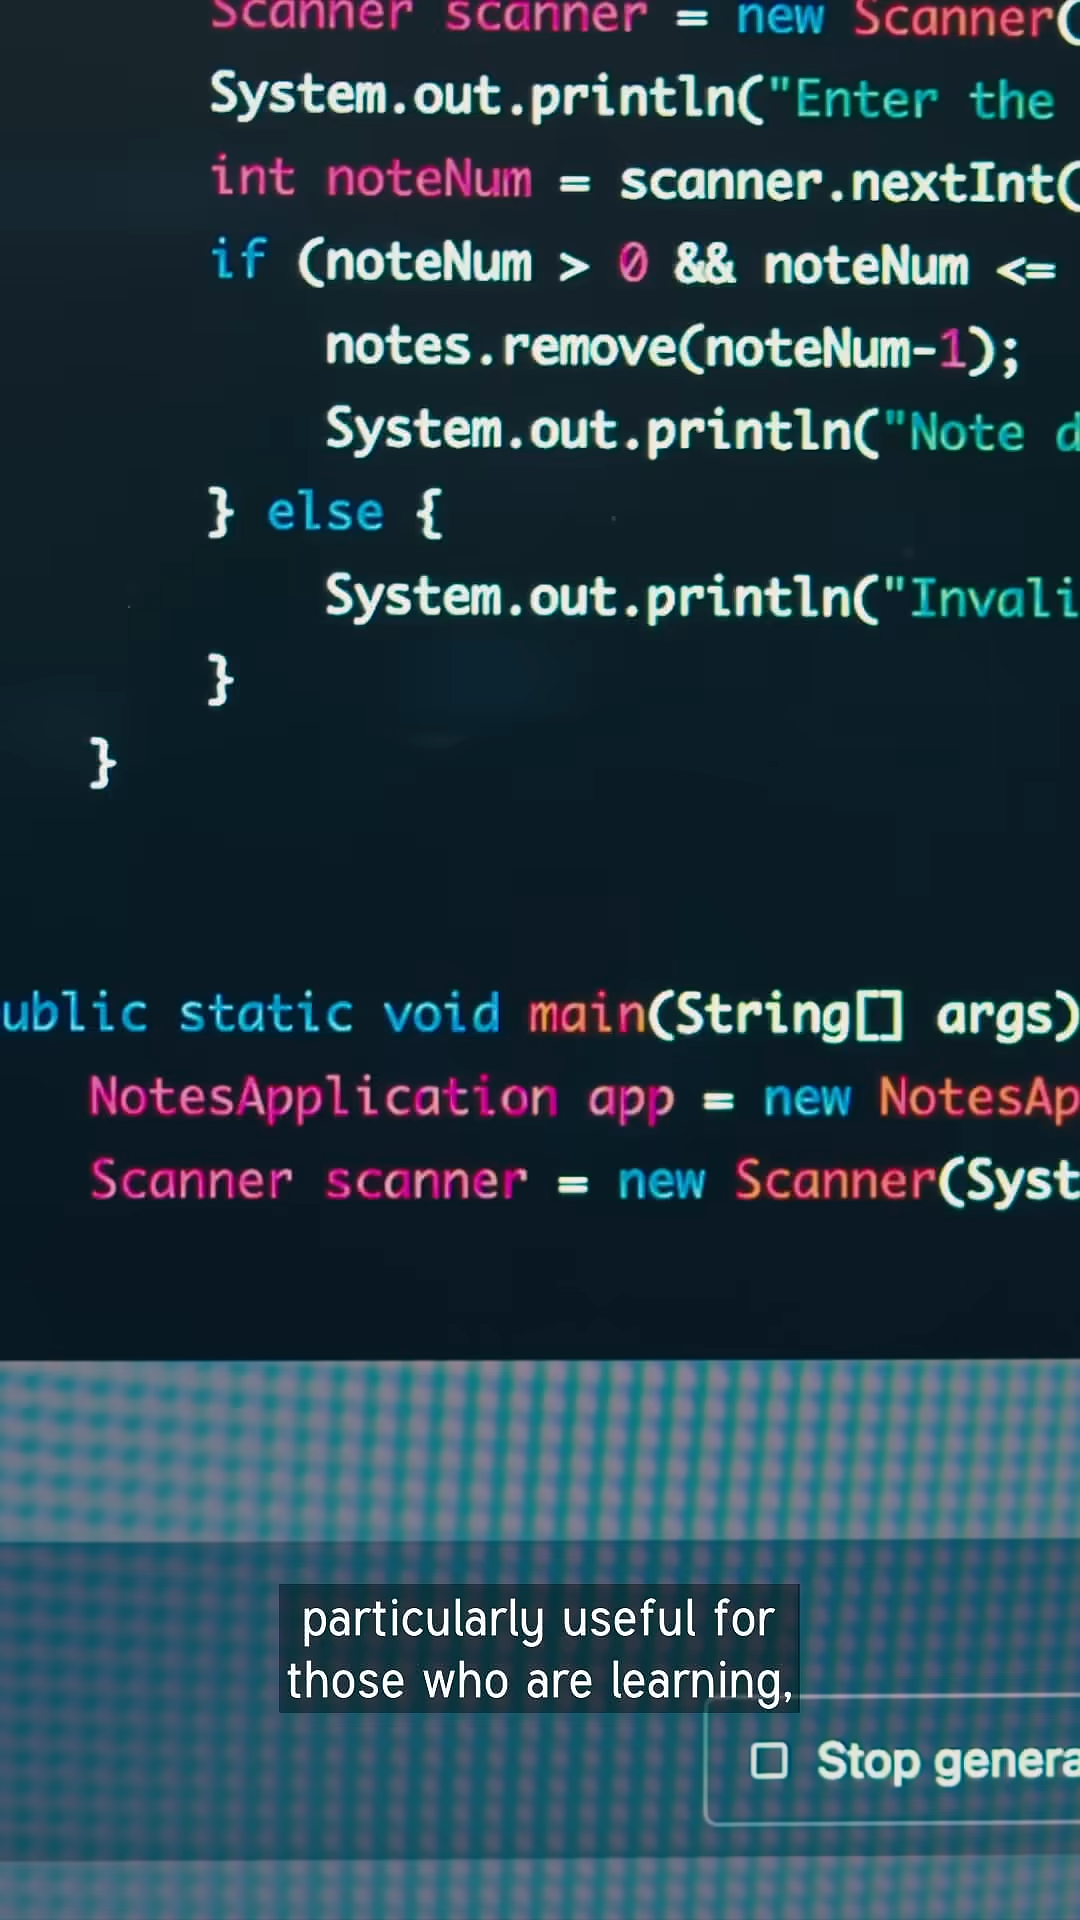 Scanner scanner = new Scanner(
System.out.println("Enter the
int noteNum = scanner.nextInt(
if (noteNum > 0 && noteNum <=
notes.remove(noteNum-1);
System.out.println("Note d
} else {
System.out.println("Invali
}
}
ublic static void main(String[] args)
NotesApplication app = new NotesAp
Scanner scanner = new Scanner(Syst
particularly useful for
those who are learning,
Stop genera